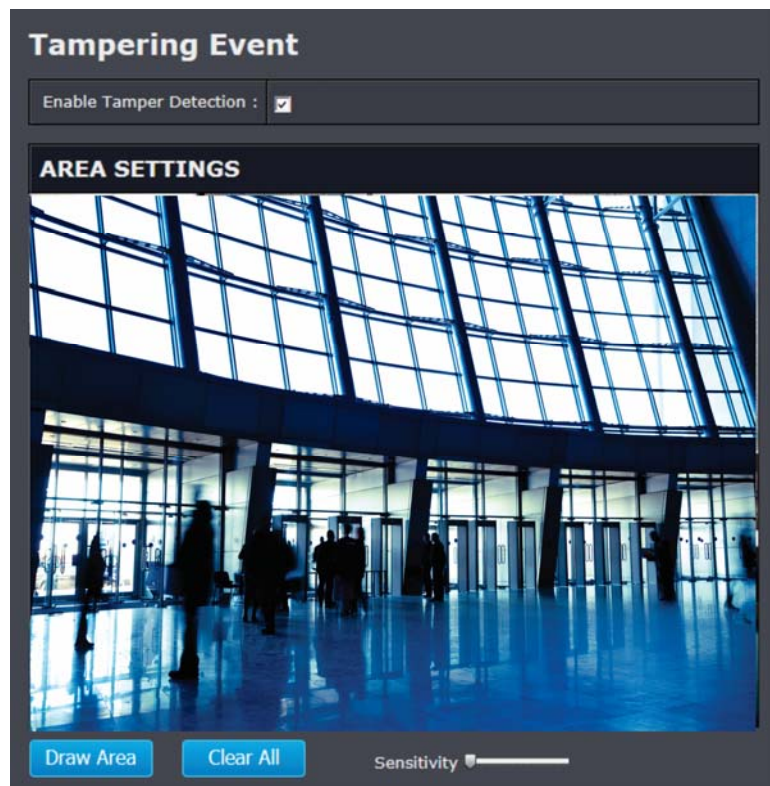 Tampering Event
Enable Tamper Detection :
AREA SETTINGS
Draw Area
Clear All
Sensitivity